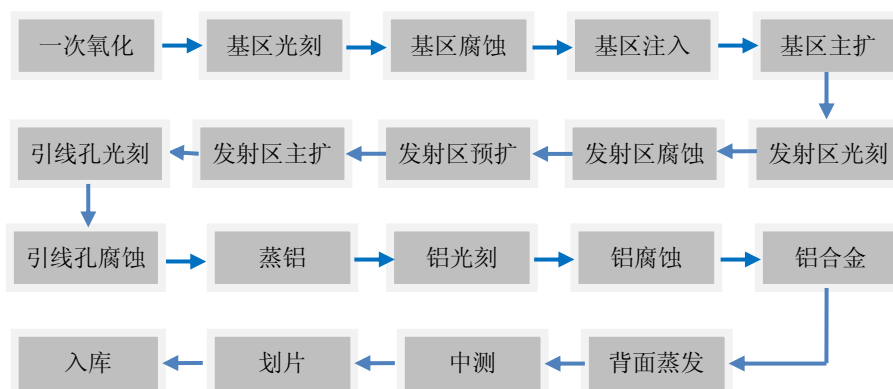 一次氧化 基区光刻 基区腐蚀 基区注入 基区主扩
引线孔光刻 发射区主扩 发射区预扩 发射区腐蚀 发射区光刻
引线孔腐蚀 蒸铝 铝光刻 铝腐蚀 铝合金
入库 划片 中测 背面蒸发